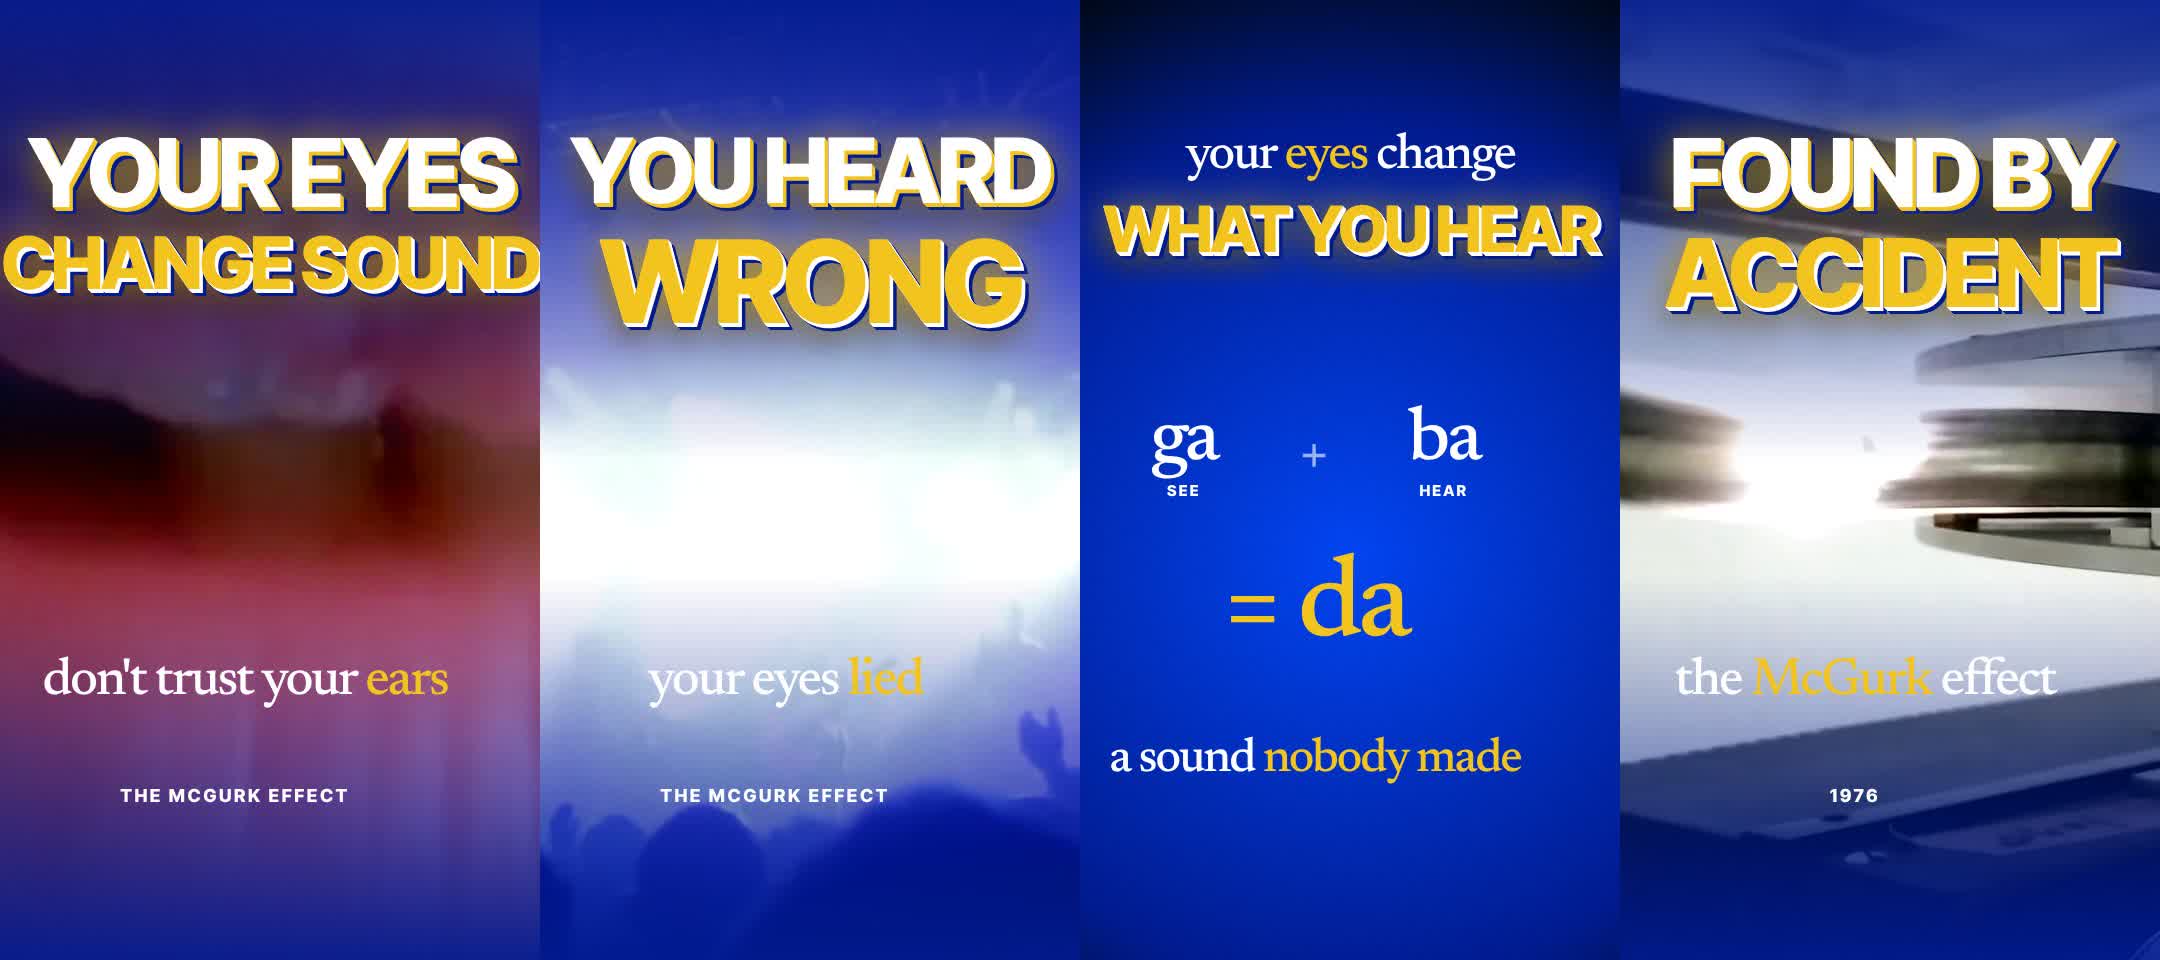 YOUR EYES
CHANGE SOUND
don't trust your ears
THE MCGURK EFFECT
YOU HEARD
WRONG
your eyes lied
THE MCGURK EFFECT
your eyes change
WHAT YOU HEAR
ga + ba
SEE HEAR
= da
a sound nobody made
FOUND BY
ACCIDENT
the McGurk effect
1976